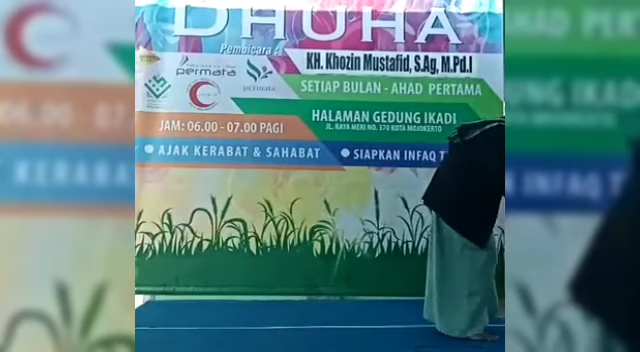 DHUHA
Pembicara :
KH. Khozin Mustafid, S.Ag, M.Pd.I
permata
permata
SETIAP BULAN - AHAD PERTAMA
HALAMAN GEDUNG IKADI
JL. RAYA MERI NO. 370 KOTA MOJOKERTO
JAM: 06.00 - 07.00 PAGI
• AJAK KERABAT & SAHABAT
• SIAPKAN INFAQ